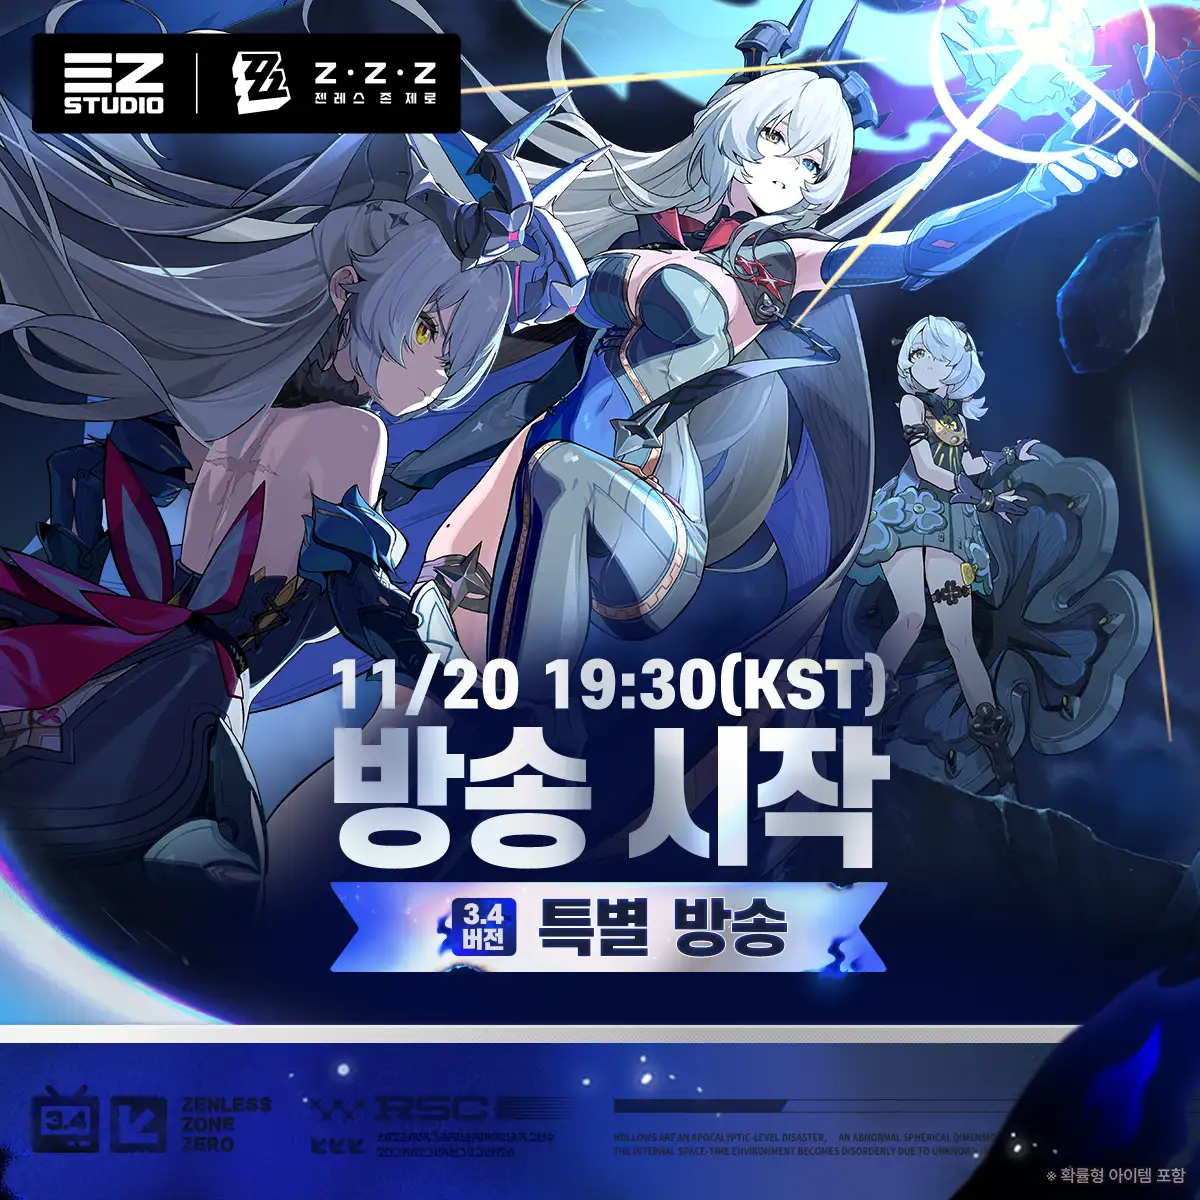 EZ
STUDIO
Z·Z·Z
젠레스 존 제로
11/20 19:30(KST)
방송 시작
3.4
버전
특별 방송
3.4
ZENLESS
ZONE
ZERO
RSC
HOLLOWS ARE AN APOCALYPTIC-LEVEL DISASTER, AN ABNORMAL SPHERICAL DIMENSION
THE INTERNAL SPACE-TIME ENVIRONMENT BECOMES DISORDERLY DUE TO UNKNOWN
※ 확률형 아이템 포함